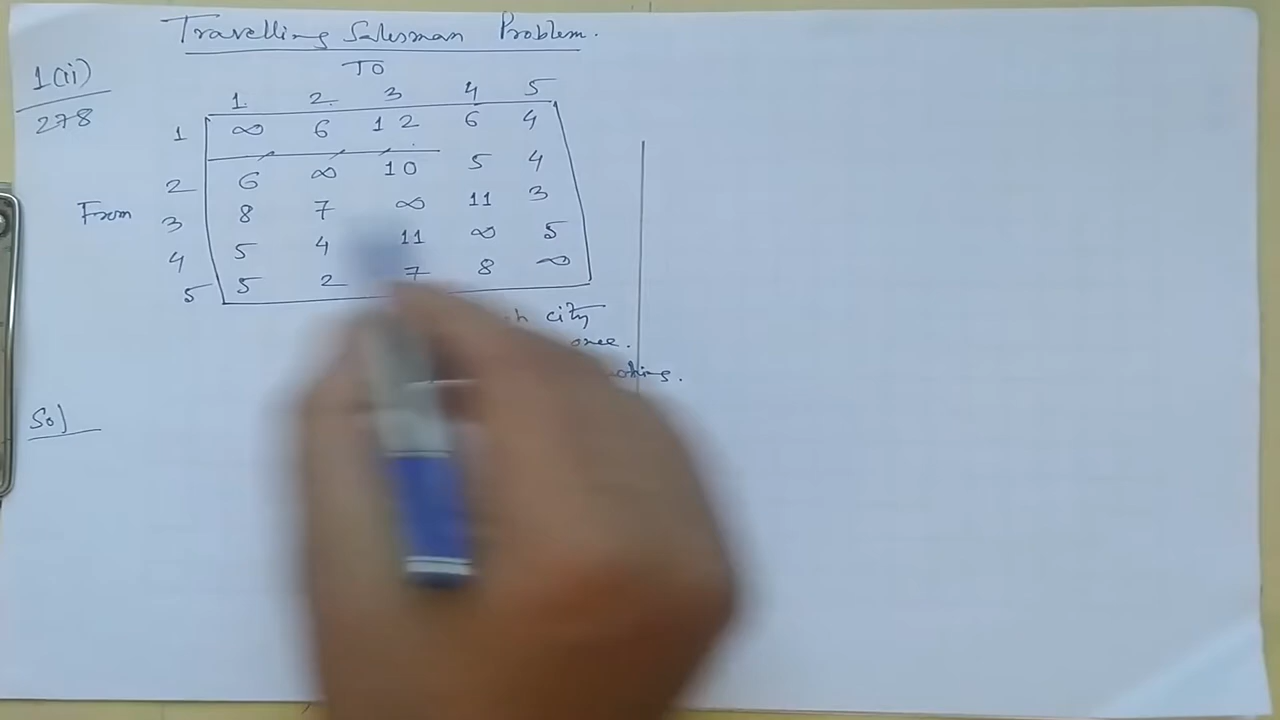 Travelling Salesman Problem.
1(ii)
278
TO
1. 2. 3 4 5
1 ∞ 6 12 6 4
2 6 ∞ 10 5 4
From
3 8 7 ∞ 11 3
4 5 4 11 ∞ 5
5 5 2 7 8 ∞
city
once.
Sol